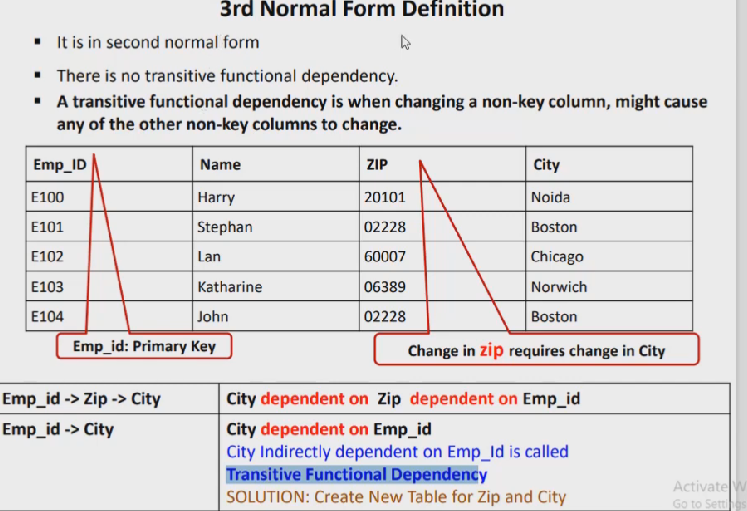 3rd Normal Form Definition
▪ It is in second normal form
▪ There is no transitive functional dependency.
▪ A transitive functional dependency is when changing a non-key column, might cause
any of the other non-key columns to change.
Emp_ID Name ZIP City
E100 Harry 20101 Noida
E101 Stephan 02228 Boston
E102 Lan 60007 Chicago
E103 Katharine 06389 Norwich
E104 John 02228 Boston
Emp_id: Primary Key
Change in zip requires change in City
Emp_id -> Zip -> City City dependent on Zip dependent on Emp_id
Emp_id -> City City dependent on Emp_id
City Indirectly dependent on Emp_Id is called
Transitive Functional Dependency
SOLUTION: Create New Table for Zip and City
Activate W
Go to Settings